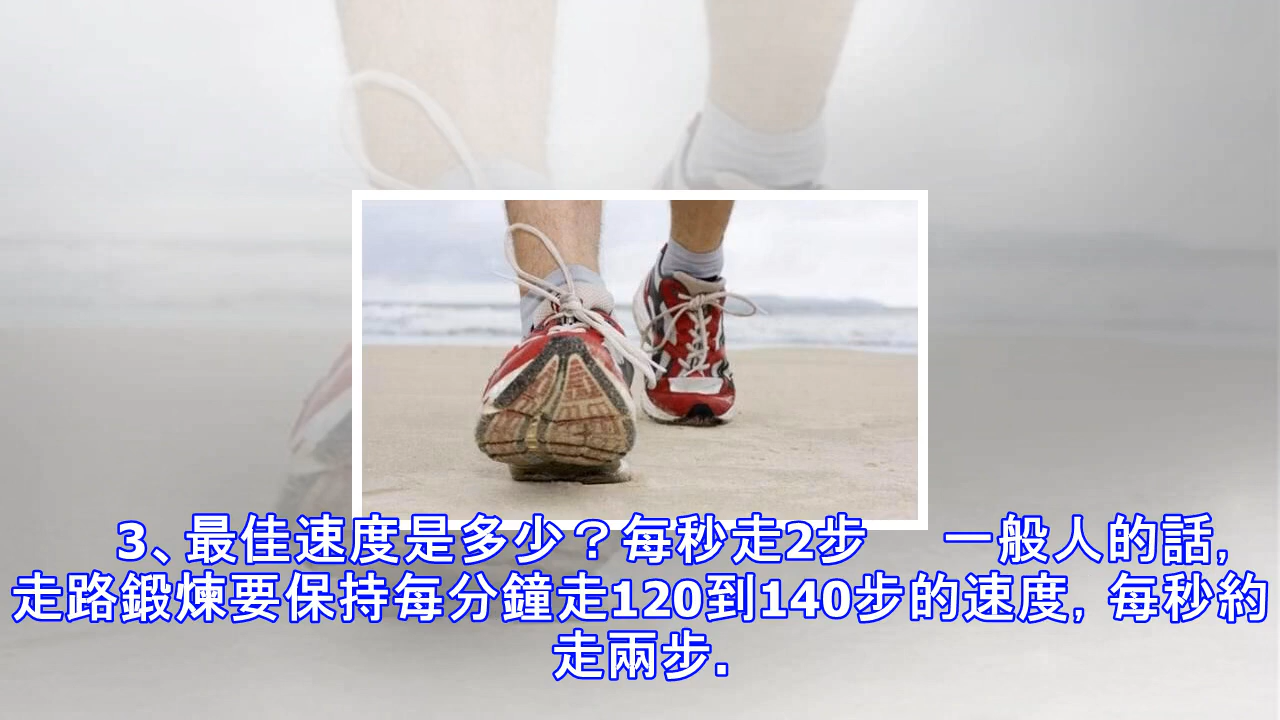 3、最佳速度是多少？每秒走2步　一般人的話,
走路鍛煉要保持每分鐘走120到140步的速度, 每秒約
走兩步.